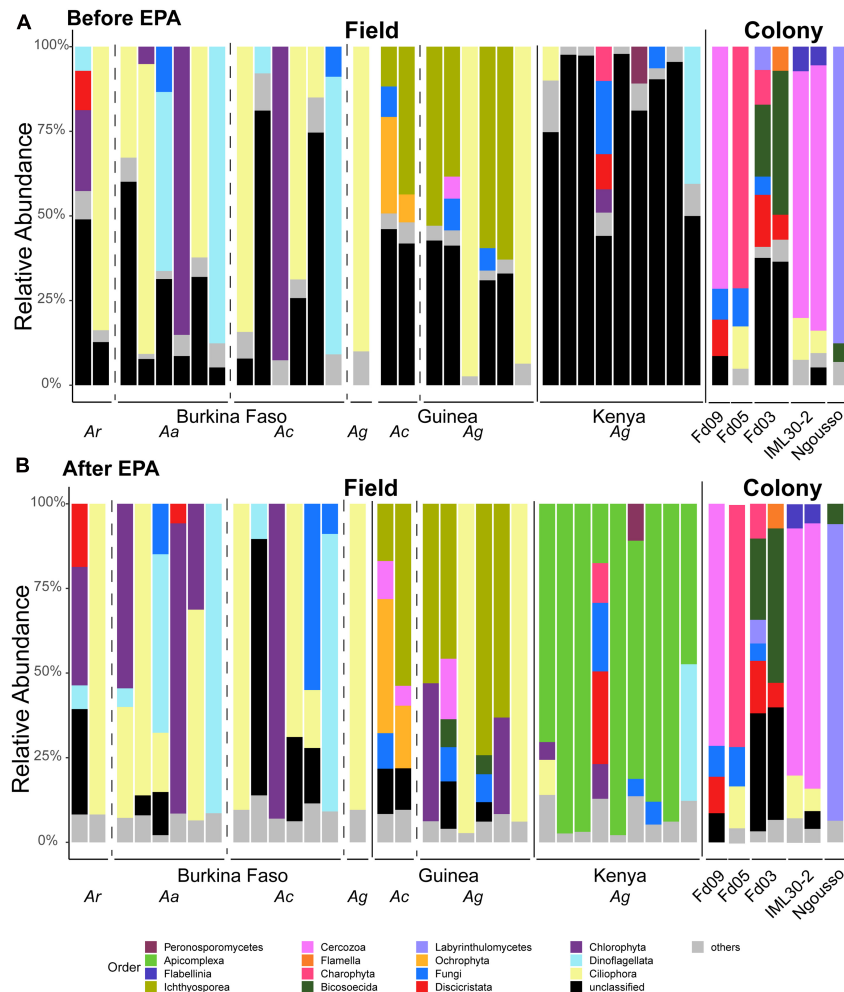 A
Before EPA
Field
Colony
Relative Abundance
100%
75%
50%
25%
0%
Burkina Faso
Guinea
Kenya
Ar
Aa
Ac
Ag
Ac
Ag
Ag
Fd09
Fd05
Fd03
IML30-2
Ngousso
B
After EPA
Field
Colony
Relative Abundance
100%
75%
50%
25%
0%
Burkina Faso
Guinea
Kenya
Ar
Aa
Ac
Ag
Ac
Ag
Ag
Fd09
Fd05
Fd03
IML30-2
Ngousso
Order
Peronosporomycetes
Apicomplexa
Flabellinia
Ichthyosporea
Cercozoa
Flamella
Charophyta
Bicosoecida
Labyrinthulomycetes
Ochrophyta
Fungi
Discicristata
Chlorophyta
Dinoflagellata
Ciliophora
unclassified
others